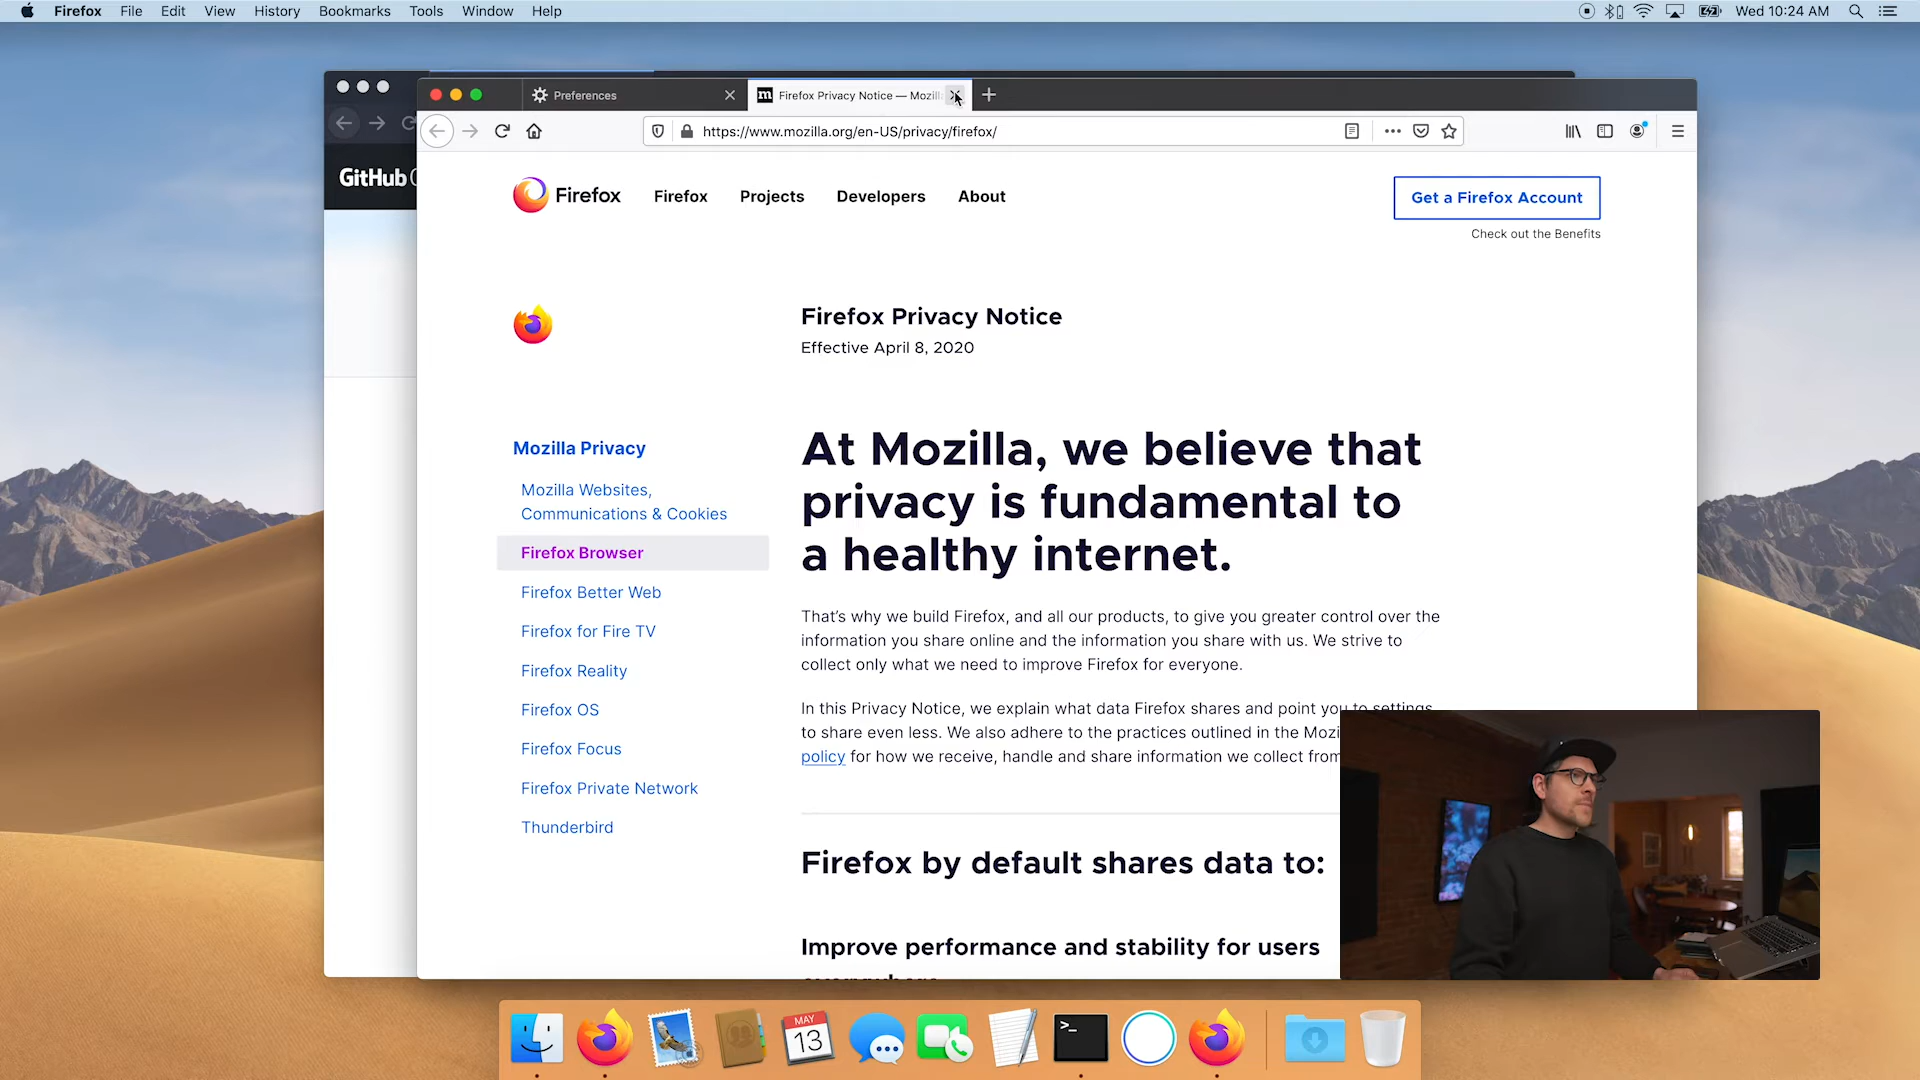 Firefox File Edit View History Bookmarks Tools Window Help
Wed 10:24 AM
Preferences
Firefox Privacy Notice — Mozill
https://www.mozilla.org/en-US/privacy/firefox/
GitHub
Firefox Firefox Projects Developers About
Get a Firefox Account
Check out the Benefits
Firefox Privacy Notice
Effective April 8, 2020
Mozilla Privacy
Mozilla Websites,
Communications & Cookies
Firefox Browser
Firefox Better Web
Firefox for Fire TV
Firefox Reality
Firefox OS
Firefox Focus
Firefox Private Network
Thunderbird
At Mozilla, we believe that
privacy is fundamental to
a healthy internet.
That's why we build Firefox, and all our products, to give you greater control over the
information you share online and the information you share with us. We strive to
collect only what we need to improve Firefox for everyone.
In this Privacy Notice, we explain what data Firefox shares and point you to settings
to share even less. We also adhere to the practices outlined in the Mozi
policy for how we receive, handle and share information we collect from
Firefox by default shares data to:
Improve performance and stability for users
MAY
13